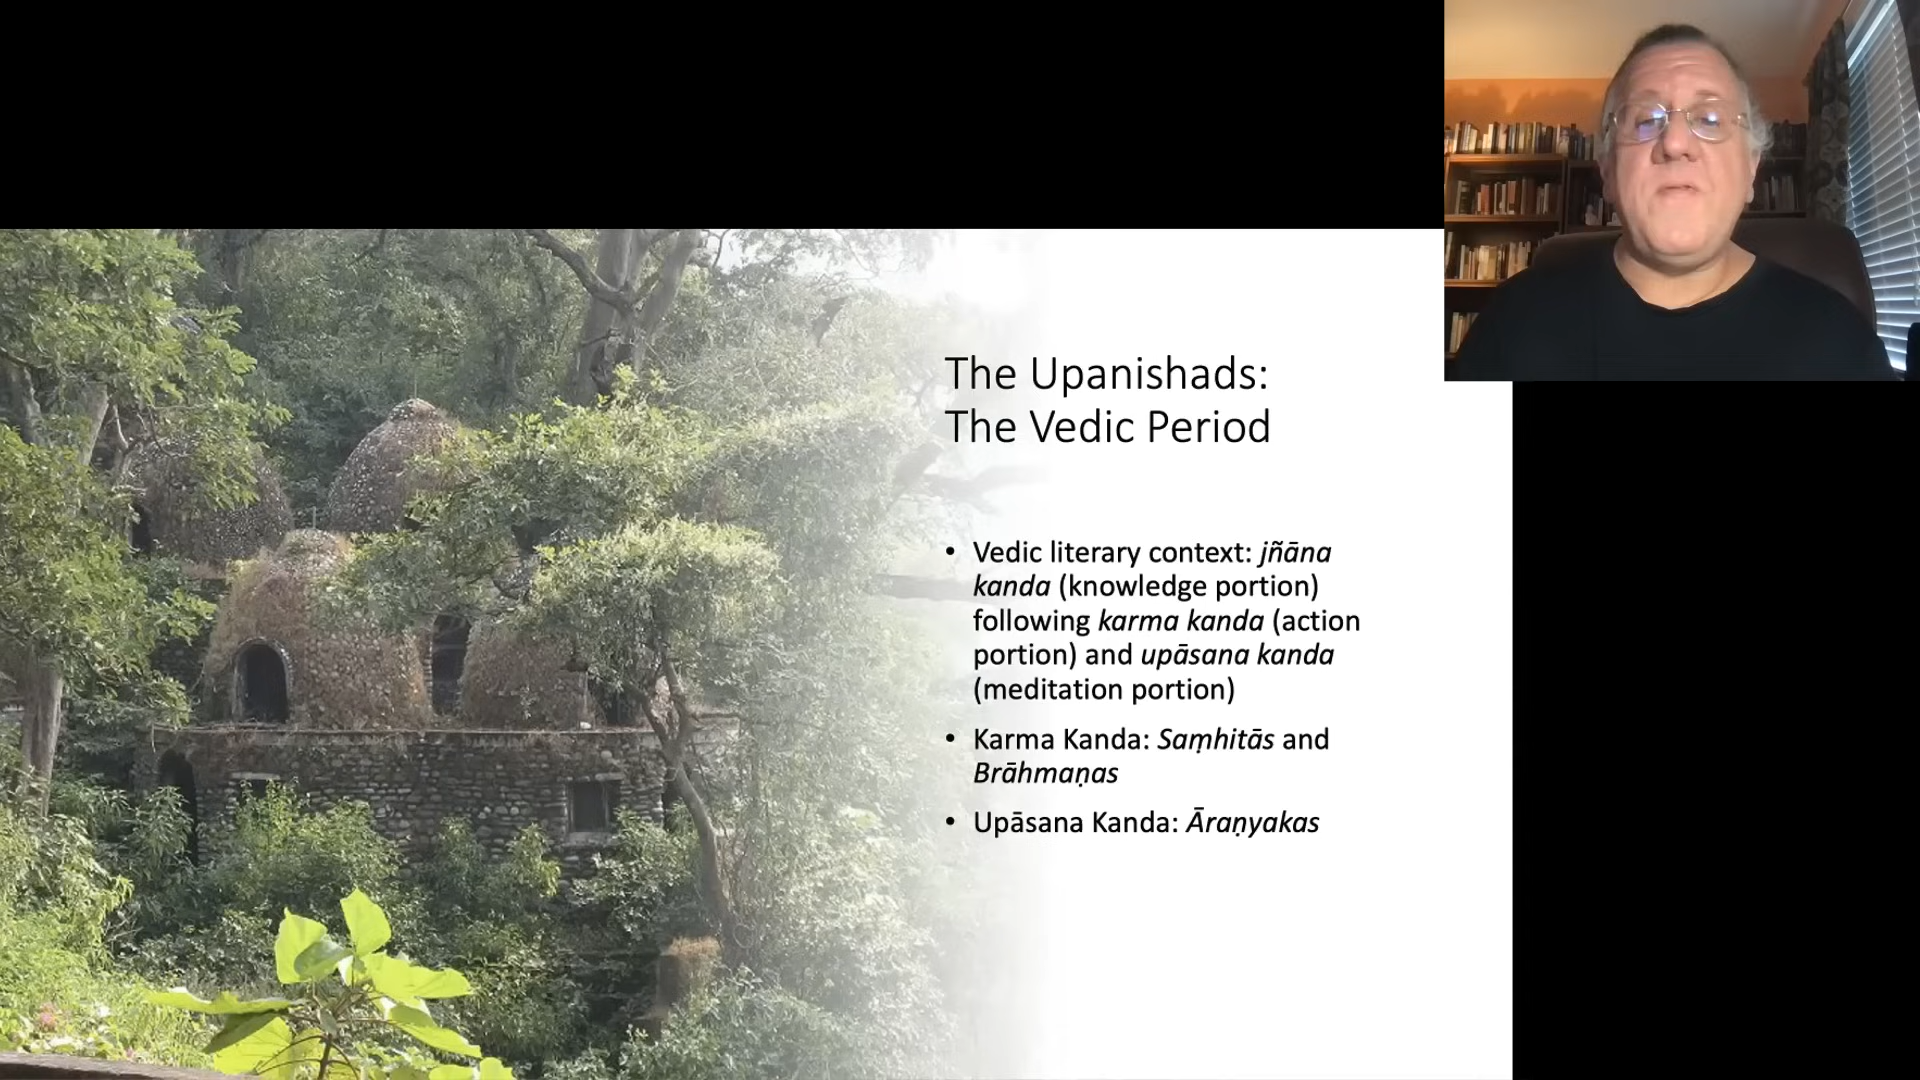 The Upanishads:
The Vedic Period
• Vedic literary context: jñāna
kanda (knowledge portion)
following karma kanda (action
portion) and upāsana kanda
(meditation portion)
• Karma Kanda: Saṃhitās and
Brāhmaṇas
• Upāsana Kanda: Āraṇyakas